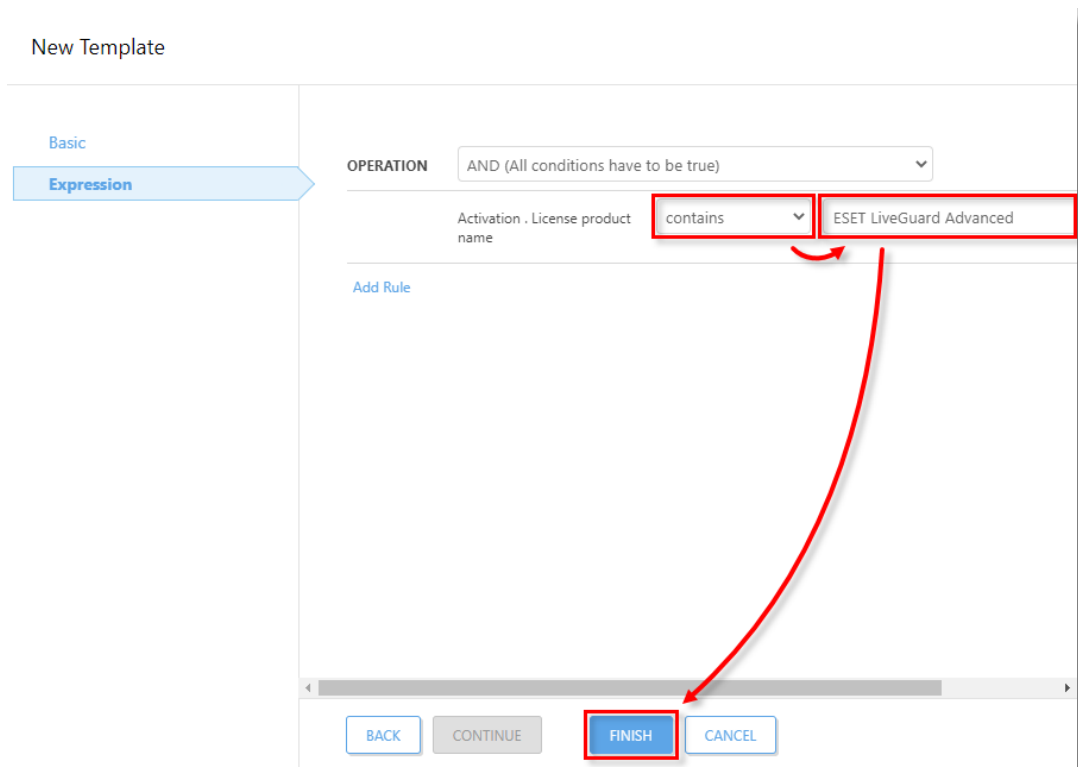 New Template
Basic
Expression
OPERATION
AND (All conditions have to be true)
Activation . License product
name
contains
ESET LiveGuard Advanced
Add Rule
BACK
CONTINUE
FINISH
CANCEL